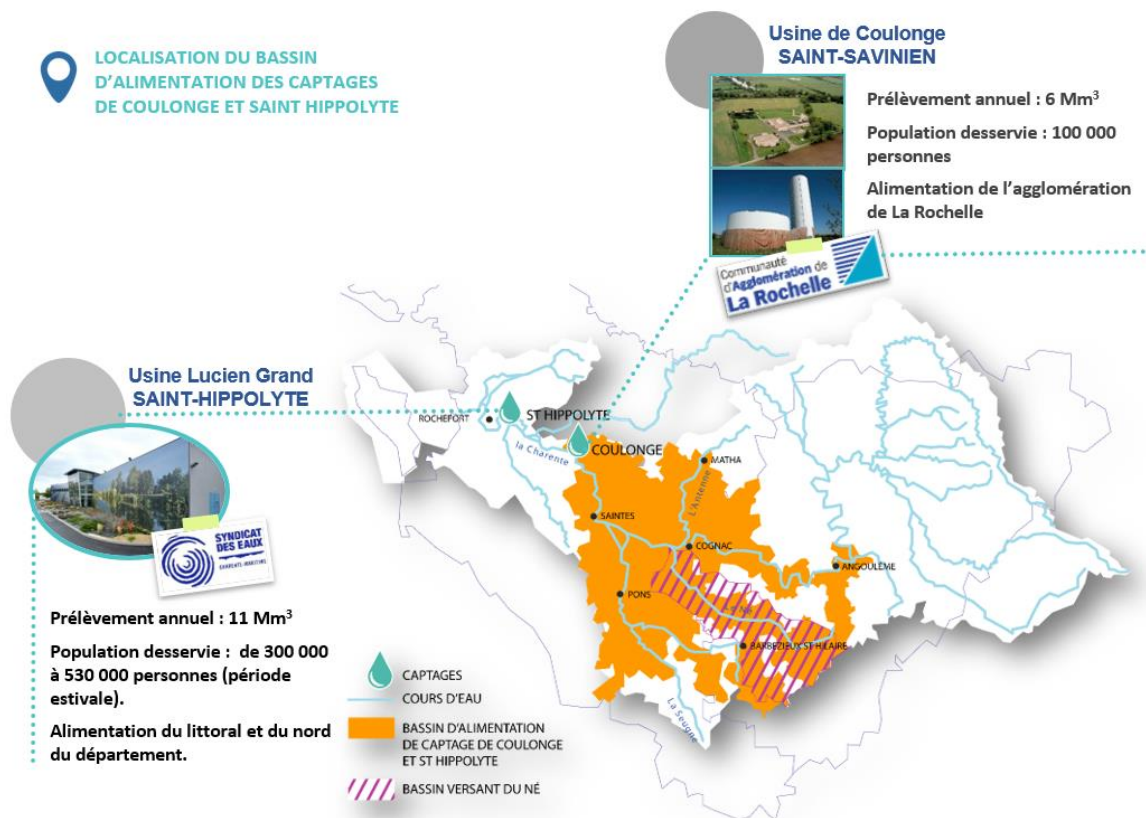 LOCALISATION DU BASSIN
D'ALIMENTATION DES CAPTAGES
DE COULONGE ET SAINT HIPPOLYTE
Usine de Coulonge
SAINT-SAVINIEN
Prélèvement annuel : 6 Mm³
Population desservie : 100 000
personnes
Alimentation de l'agglomération
de La Rochelle
Communauté
d'Agglomération de
La Rochelle
Usine Lucien Grand
SAINT-HIPPOLYTE
SYNDICAT
DES EAUX
CHARENTE-MARITIME
Prélèvement annuel : 11 Mm³
Population desservie : de 300 000
à 530 000 personnes (période
estivale).
Alimentation du littoral et du nord
du département.
ROCHEFORT
ST HIPPOLYTE
la Charente
COULONGE
MATHA
L'Antenne
SAINTES
COGNAC
ANGOULÊME
PONS
Le Né
BARBEZIEUX ST HILAIRE
La Seugne
CAPTAGES
COURS D'EAU
BASSIN D'ALIMENTATION
DE CAPTAGE DE COULONGE
ET ST HIPPOLYTE
BASSIN VERSANT DU NÉ